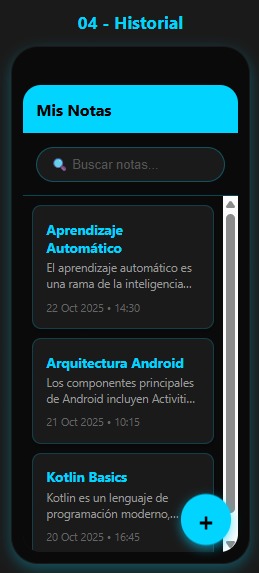 04 - Historial
Mis Notas
🔍 Buscar notas...
Aprendizaje
Automático
El aprendizaje automático es
una rama de la inteligencia...
22 Oct 2025 • 14:30
Arquitectura Android
Los componentes principales
de Android incluyen Activiti...
21 Oct 2025 • 10:15
Kotlin Basics
Kotlin es un lenguaje de
programación moderno,...
20 Oct 2025 • 16:45
+